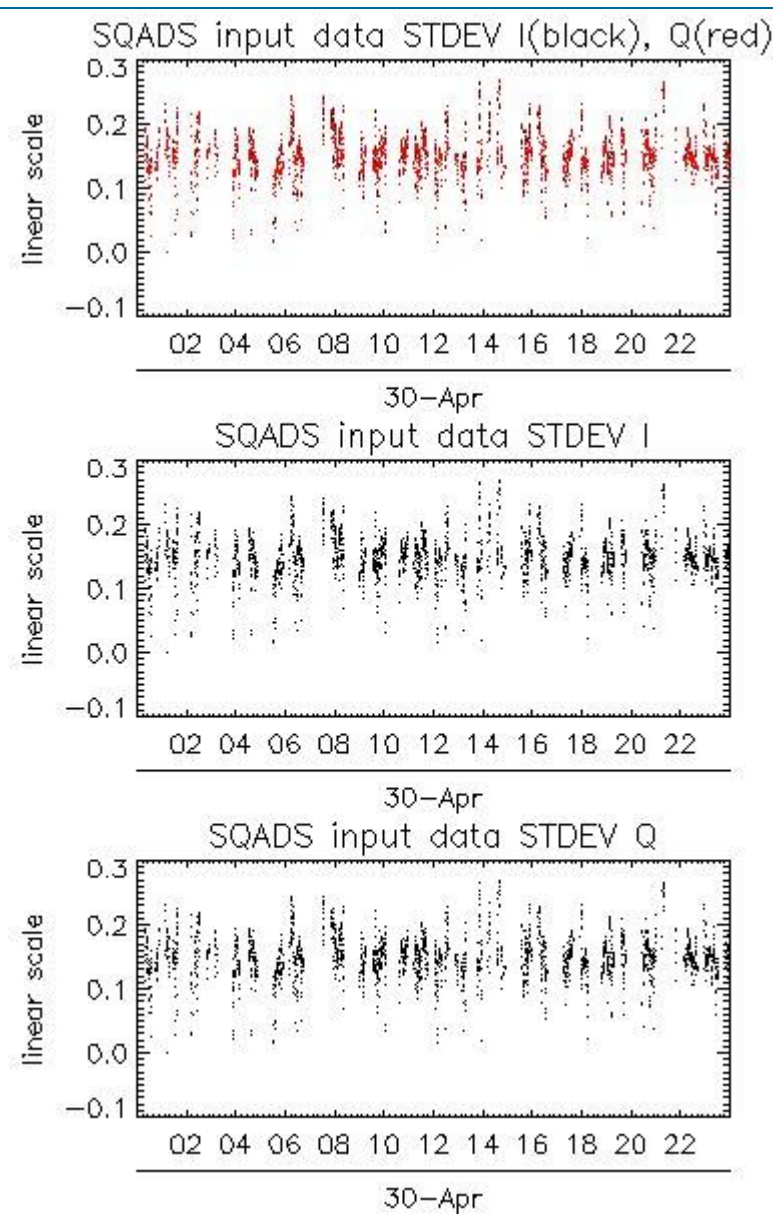 SQADS input data STDEV I(black), Q(red)
linear scale
0.3
0.2
0.1
0.0
−0.1
02 04 06 08 10 12 14 16 18 20 22
30-Apr
SQADS input data STDEV I
linear scale
0.3
0.2
0.1
0.0
−0.1
02 04 06 08 10 12 14 16 18 20 22
30-Apr
SQADS input data STDEV Q
linear scale
0.3
0.2
0.1
0.0
−0.1
02 04 06 08 10 12 14 16 18 20 22
30-Apr